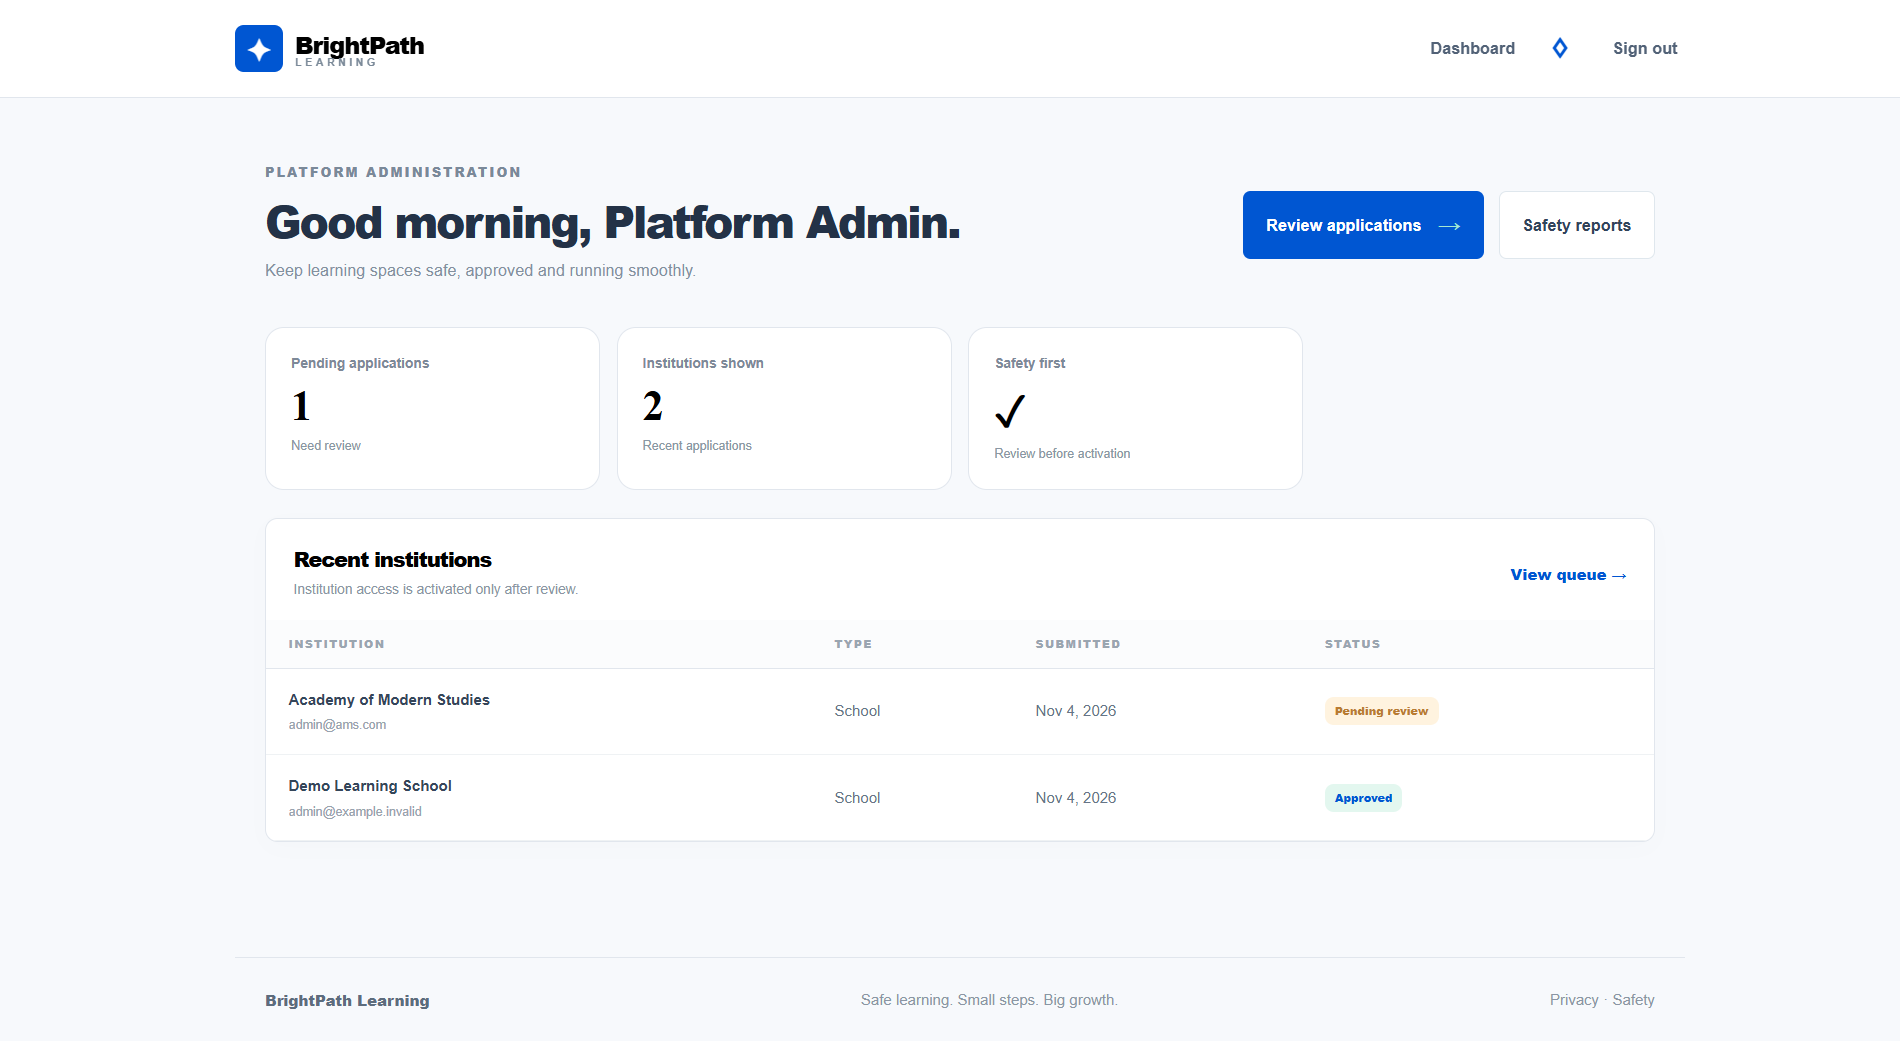 BrightPath
LEARNING
Dashboard
Sign out
PLATFORM ADMINISTRATION
Good morning, Platform Admin.
Keep learning spaces safe, approved and running smoothly.
Review applications →
Safety reports
Pending applications
1
Need review
Institutions shown
2
Recent applications
Safety first
✓
Review before activation
Recent institutions
Institution access is activated only after review.
View queue →
INSTITUTION TYPE SUBMITTED STATUS
Academy of Modern Studies
admin@ams.com
School
Nov 4, 2026
Pending review
Demo Learning School
admin@example.invalid
School
Nov 4, 2026
Approved
BrightPath Learning
Safe learning. Small steps. Big growth.
Privacy · Safety